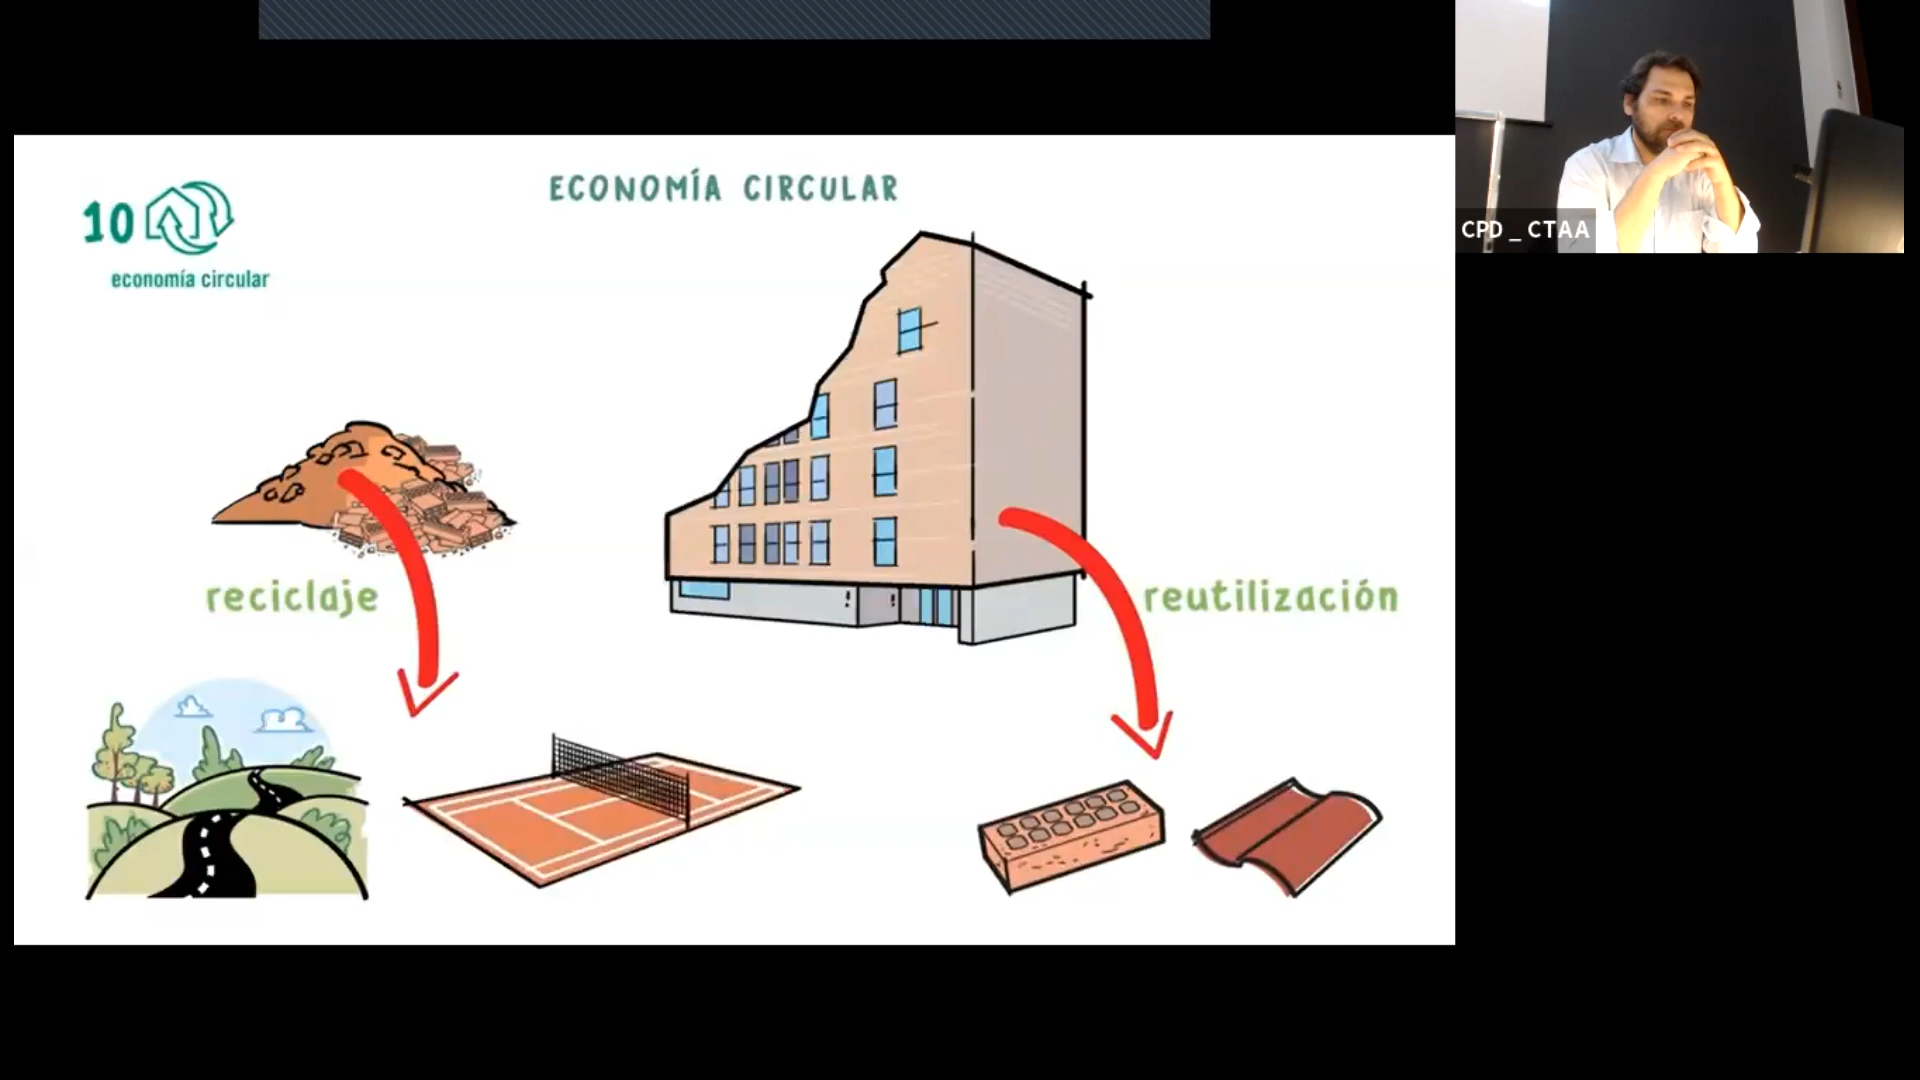 ECONOMÍA CIRCULAR
10
economía circular
CPD _ CTAA
reciclaje
reutilización